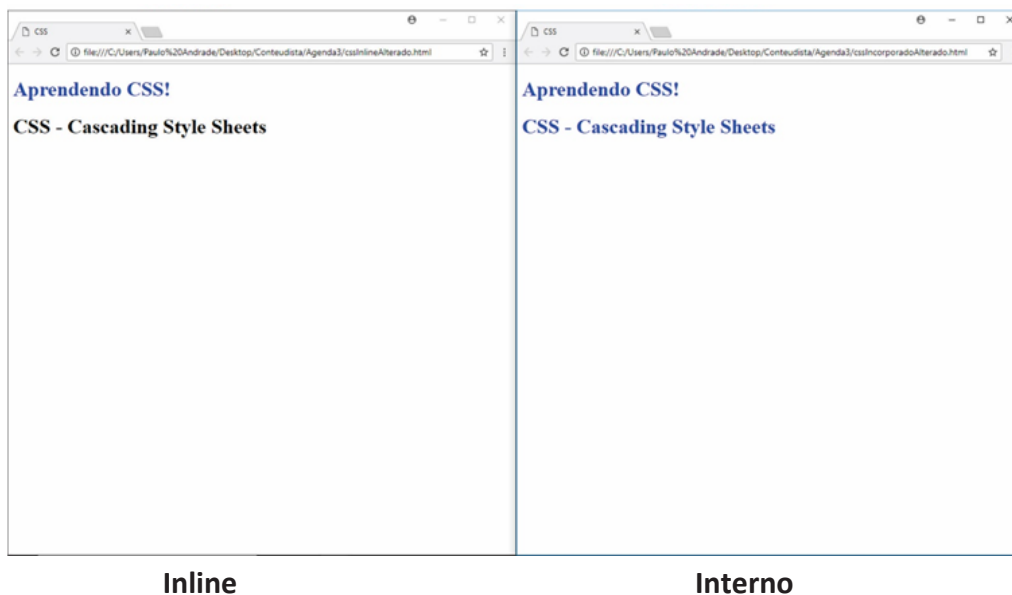 CSS
file:///C:/Users/Paulo%20Andrade/Desktop/Conteudista/Agenda3/cssInlineAlterado.html
Aprendendo CSS!
CSS - Cascading Style Sheets
CSS
file:///C:/Users/Paulo%20Andrade/Desktop/Conteudista/Agenda3/cssIncorporadoAlterado.html
Aprendendo CSS!
CSS - Cascading Style Sheets
Inline
Interno